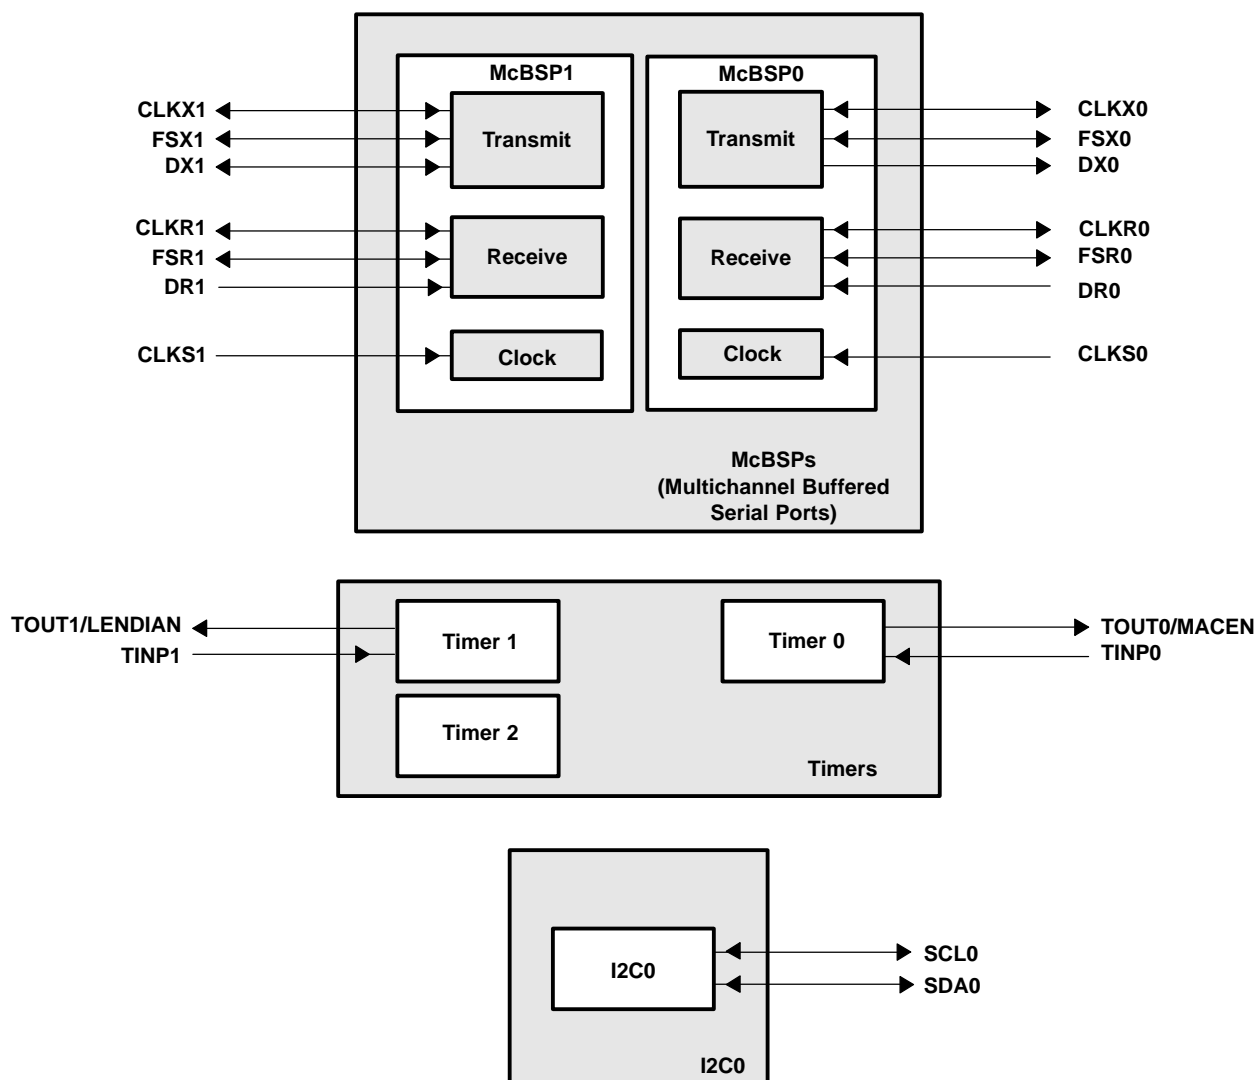 McBSP1
McBSP0
CLKX1
Transmit
Transmit
CLKX0
FSX1
FSX0
DX1
DX0
CLKR1
Receive
Receive
CLKR0
FSR1
FSR0
DR1
DR0
CLKS1
Clock
Clock
CLKS0
McBSPs
(Multichannel Buffered
Serial Ports)
TOUT1/LENDIAN
Timer 1
Timer 0
TOUT0/MACEN
TINP1
TINP0
Timer 2
Timers
I2C0
SCL0
SDA0
I2C0